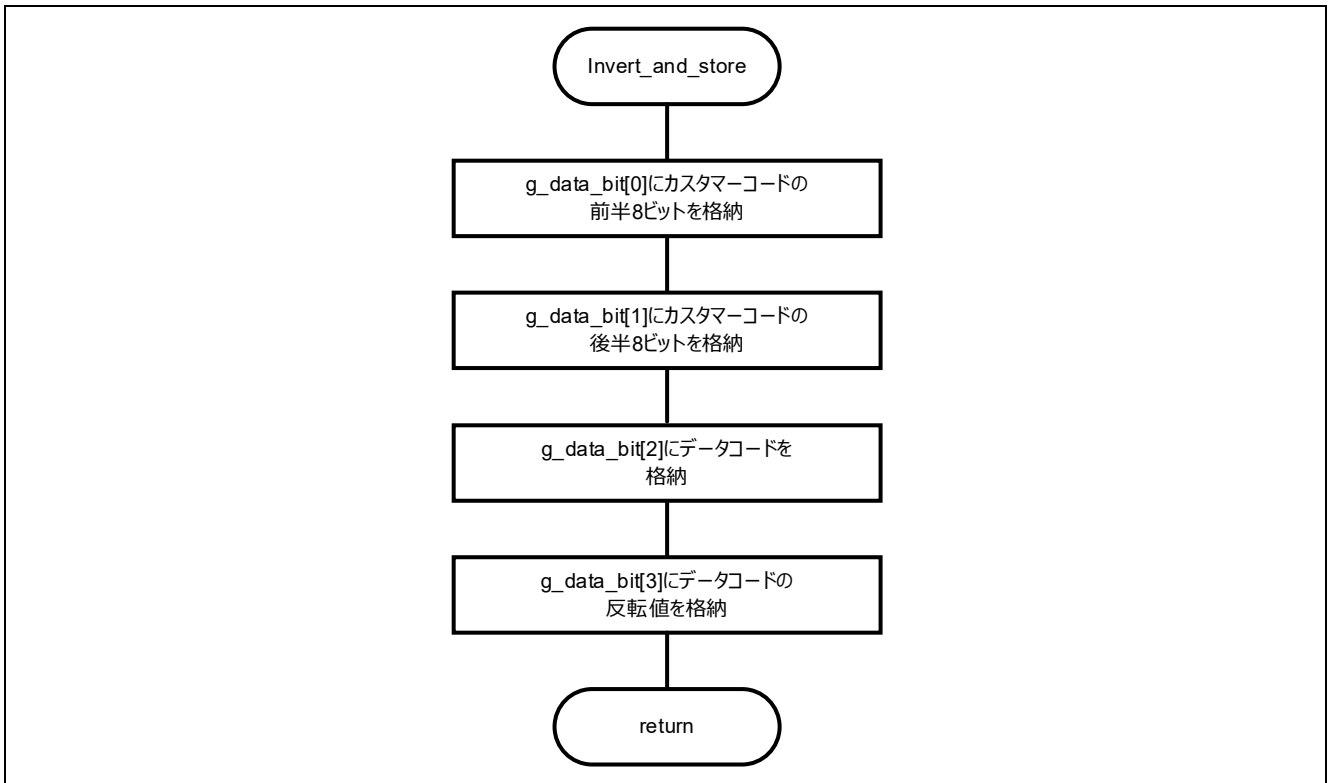 Invert_and_store
g_data_bit[0]にカスタマーコードの
前半8ビットを格納
g_data_bit[1]にカスタマーコードの
後半8ビットを格納
g_data_bit[2]にデータコードを
格納
g_data_bit[3]にデータコードの
反転値を格納
return